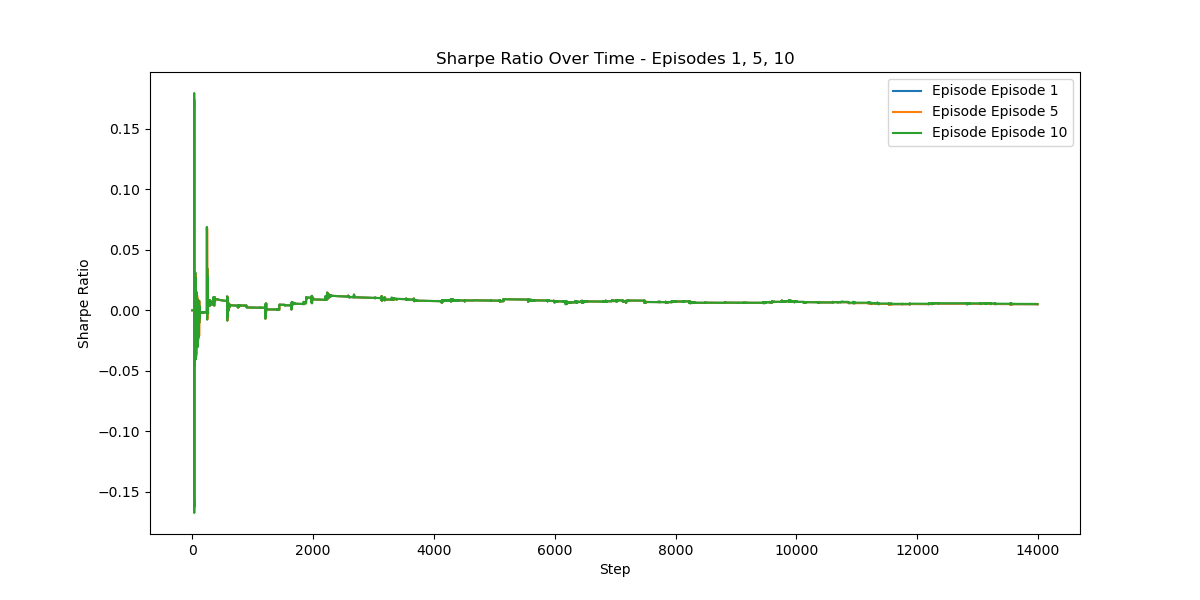 Sharpe Ratio Over Time - Episodes 1, 5, 10
Episode Episode 1
Episode Episode 5
Episode Episode 10
Sharpe Ratio
0.15
0.10
0.05
0.00
−0.05
−0.10
−0.15
0 2000 4000 6000 8000 10000 12000 14000
Step